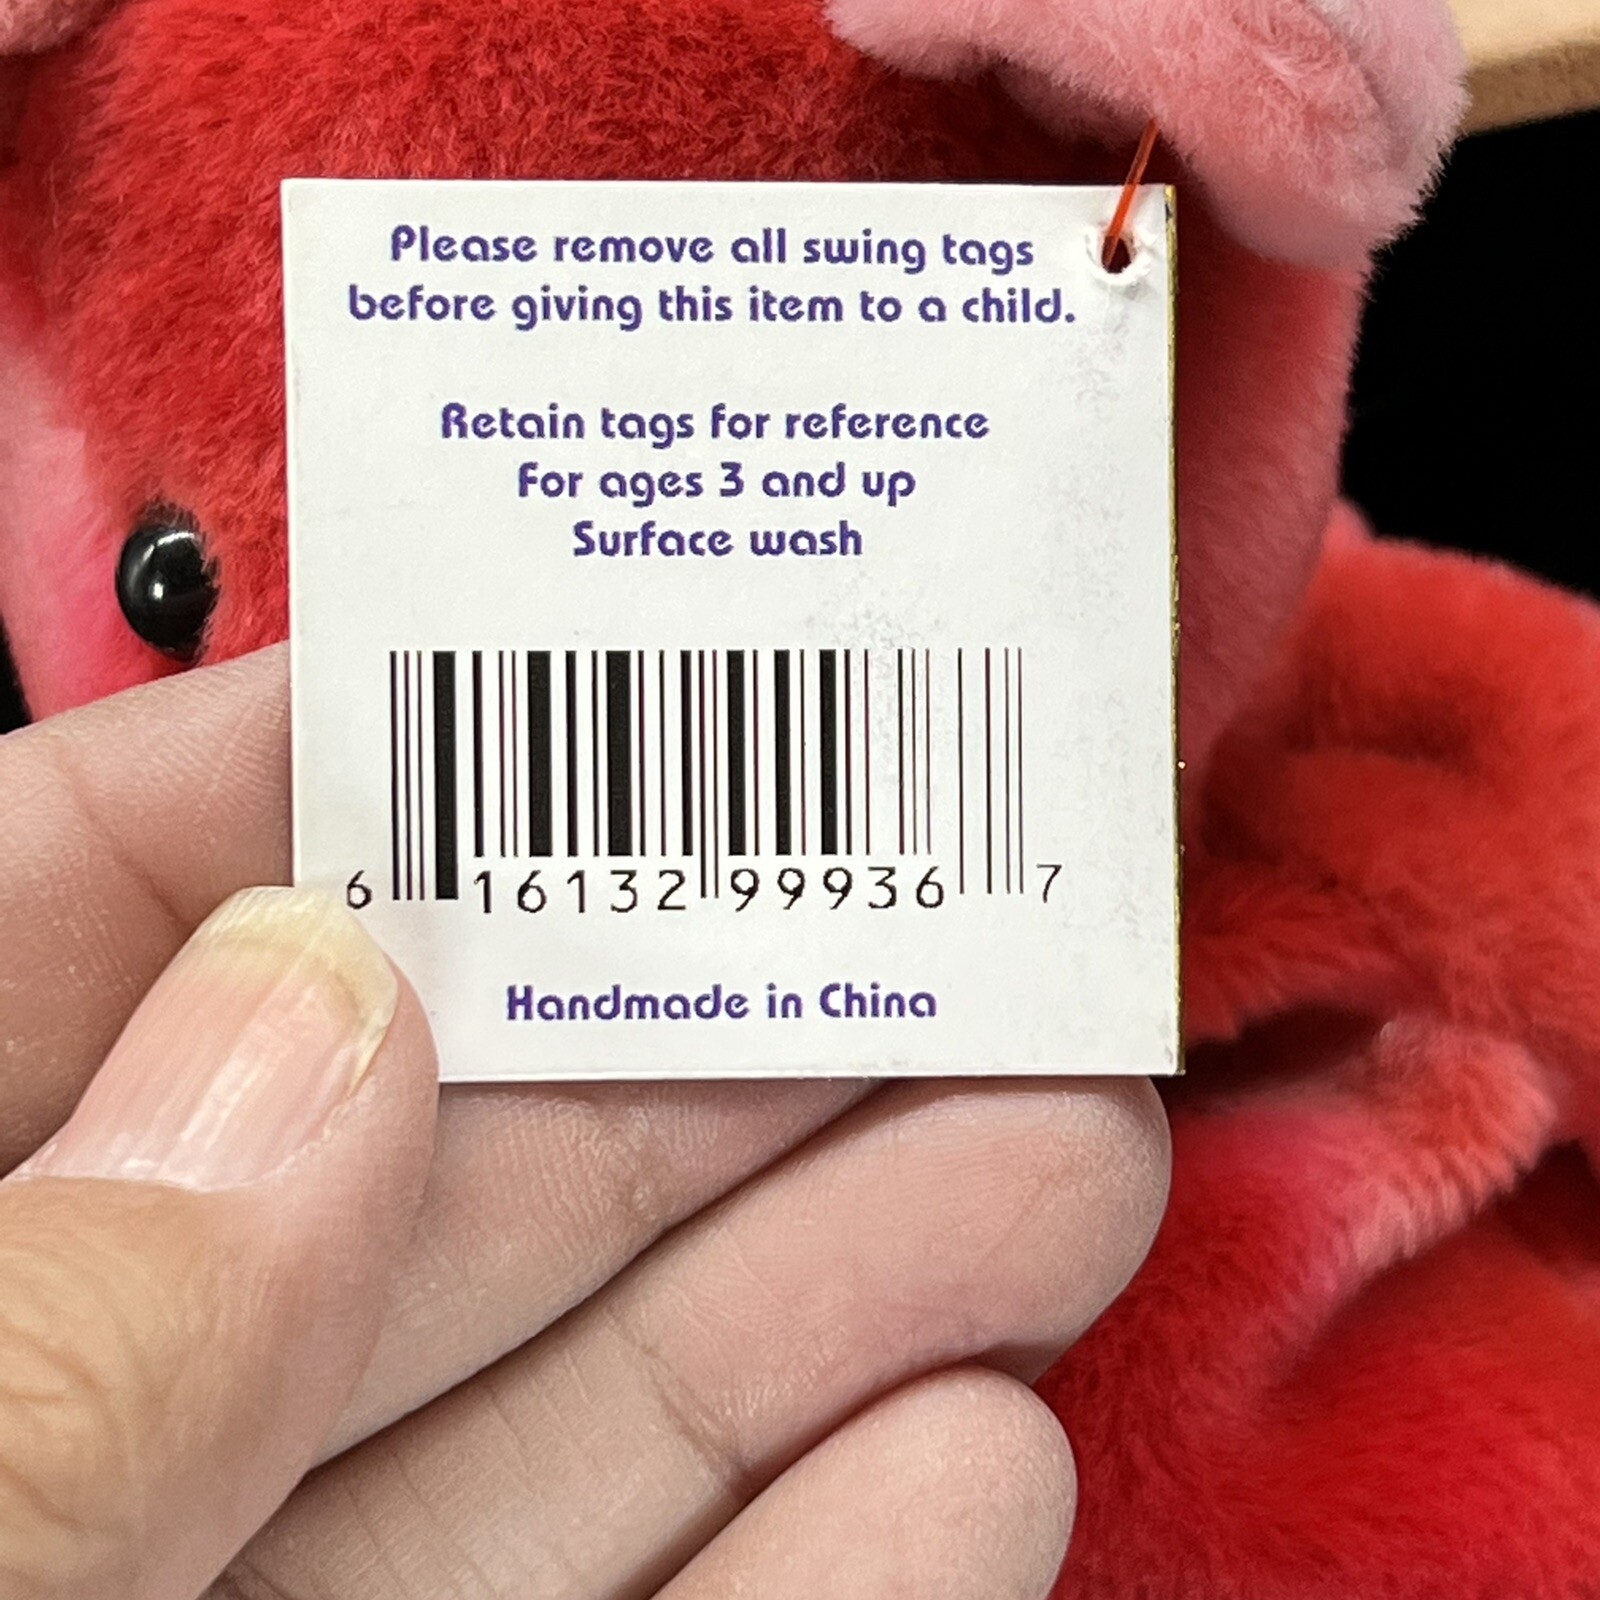 Please remove all swing tags
before giving this item to a child.
Retain tags for reference
For ages 3 and up
Surface wash
6 16132 99936 7
Handmade in China